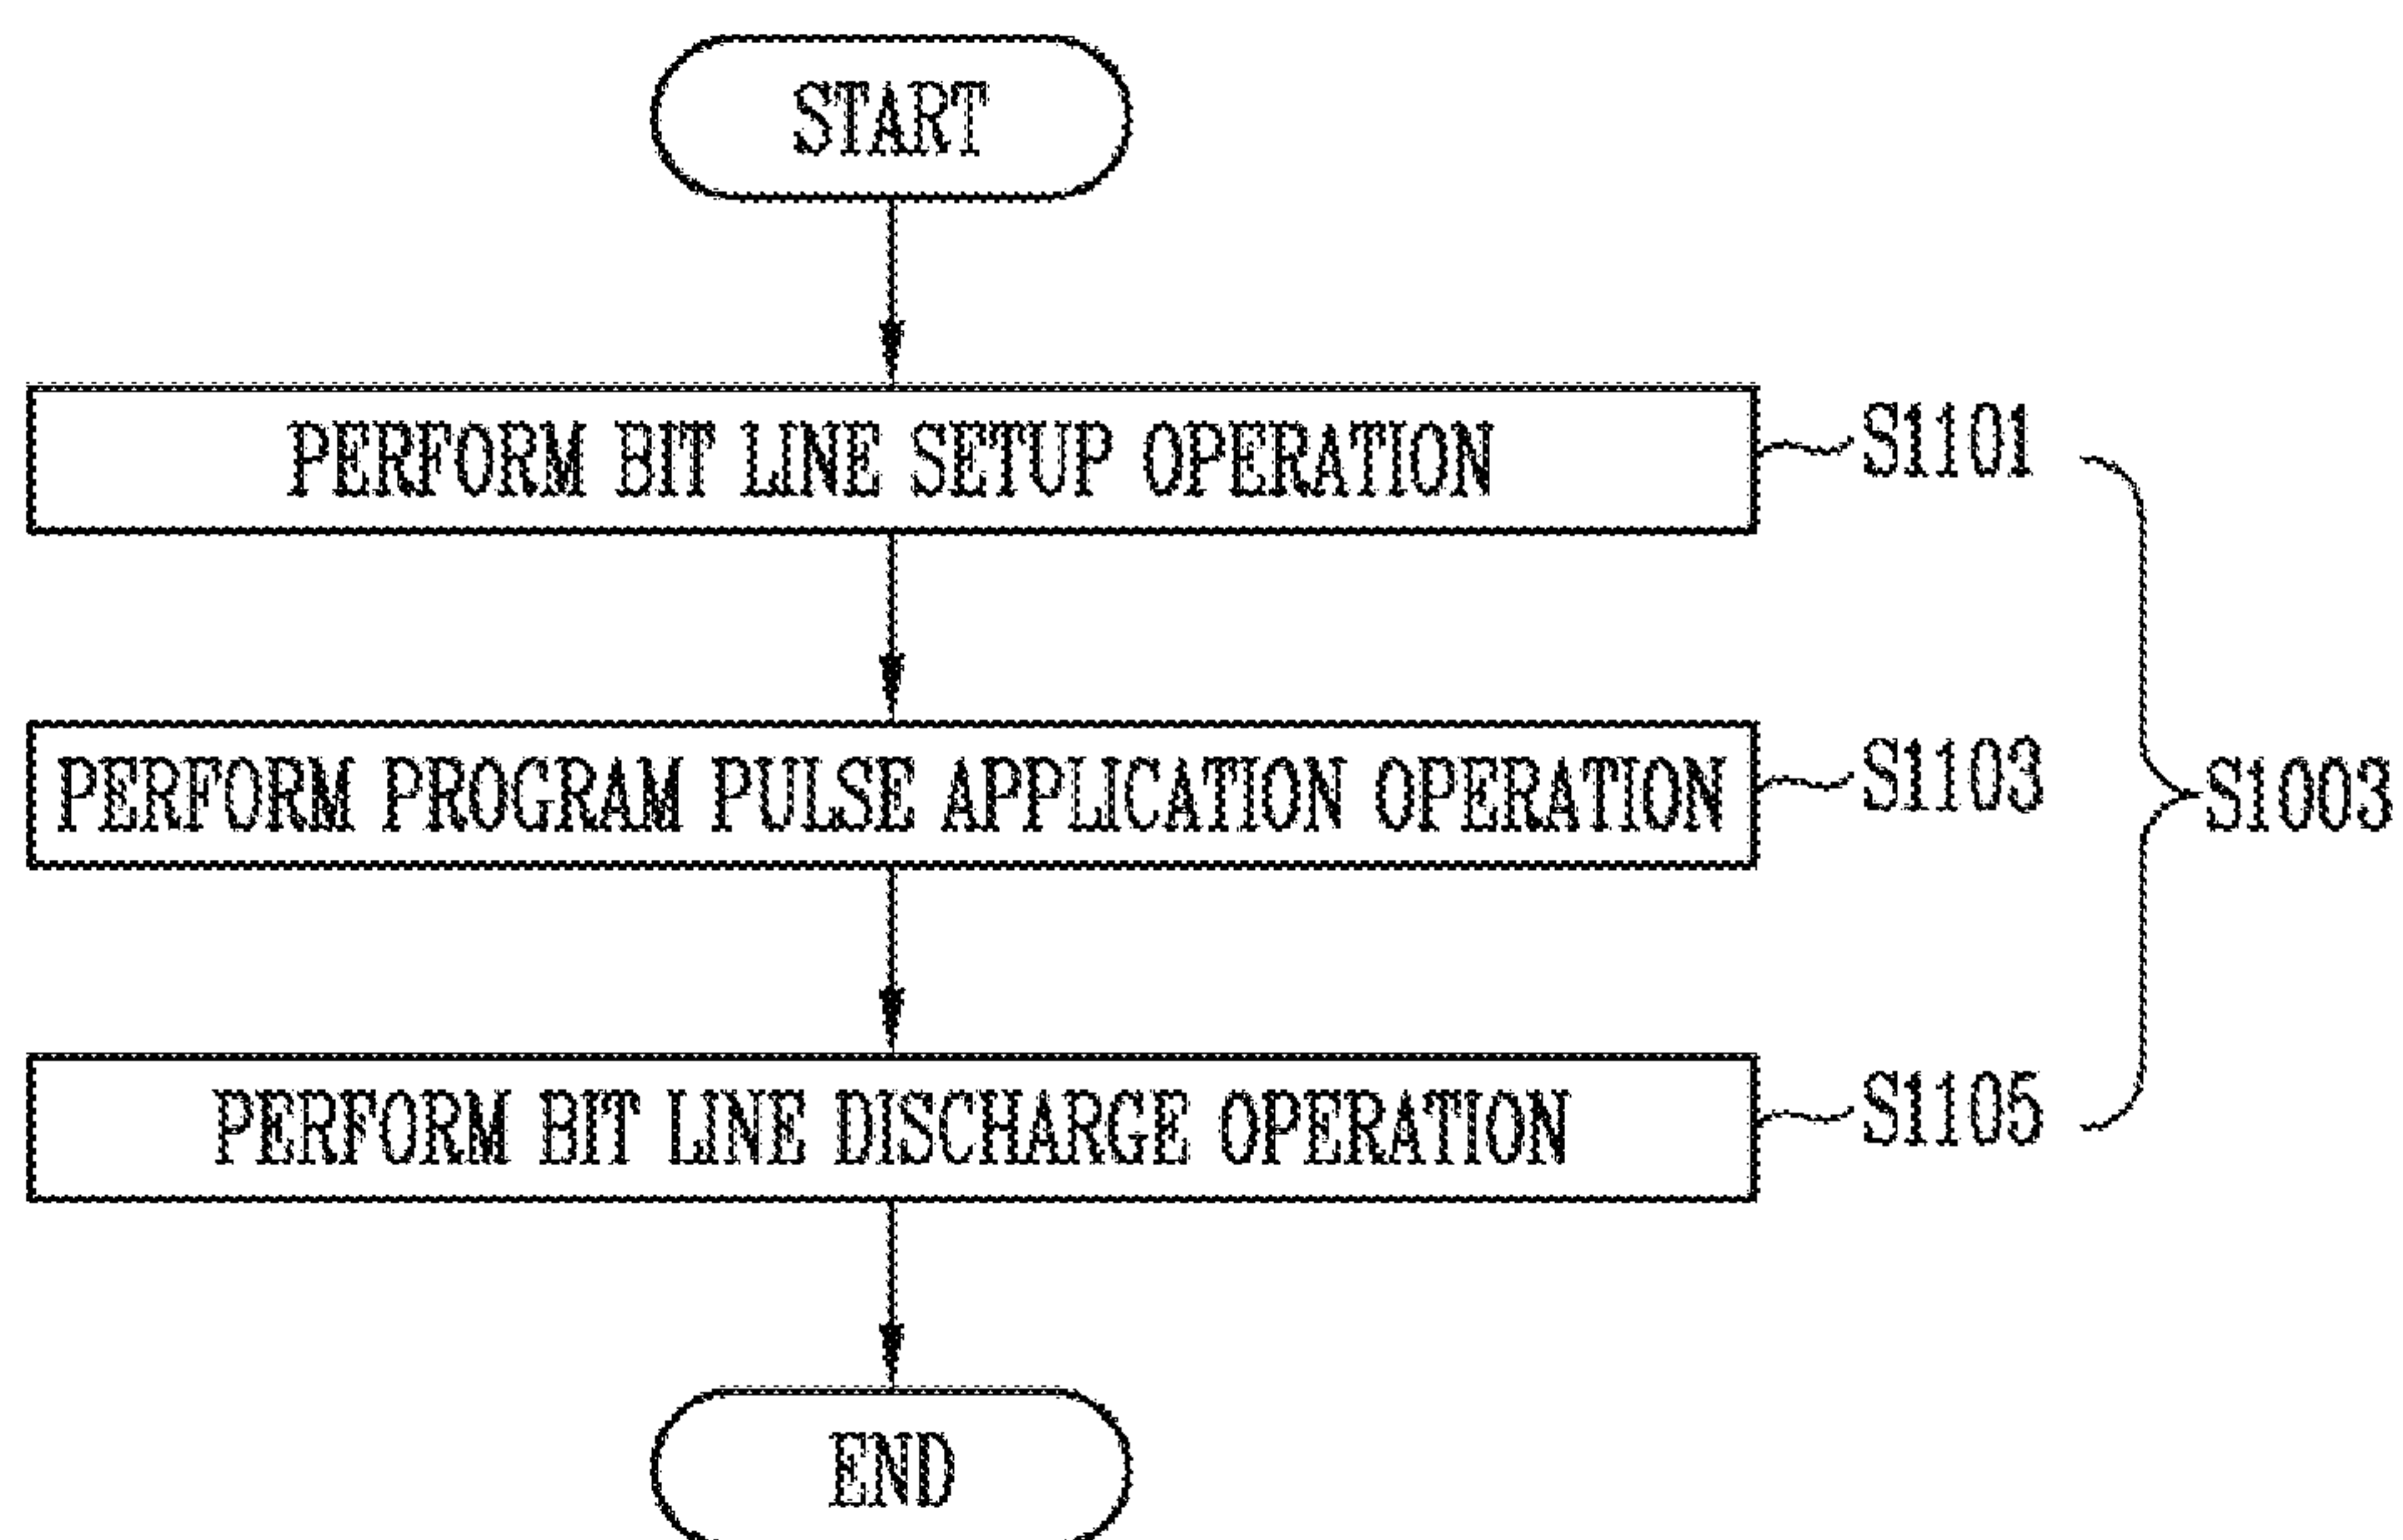 START
PERFORM BIT LINE SETUP OPERATION
S1101
PERFORM PROGRAM PULSE APPLICATION OPERATION
S1103
S1003
PERFORM BIT LINE DISCHARGE OPERATION
S1105
END